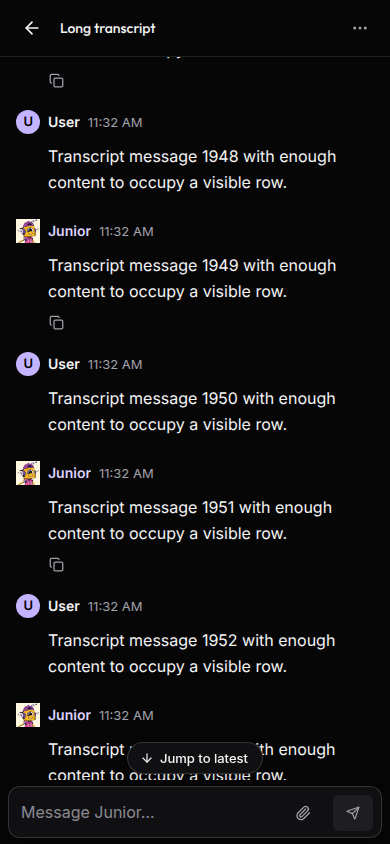 Long transcript
U User 11:32 AM
Transcript message 1948 with enough
content to occupy a visible row.
Junior 11:32 AM
Transcript message 1949 with enough
content to occupy a visible row.
U User 11:32 AM
Transcript message 1950 with enough
content to occupy a visible row.
Junior 11:32 AM
Transcript message 1951 with enough
content to occupy a visible row.
U User 11:32 AM
Transcript message 1952 with enough
content to occupy a visible row.
Junior 11:32 AM
Transcript with enough
Jump to latest
content to occupy a visible row.
Message Junior...